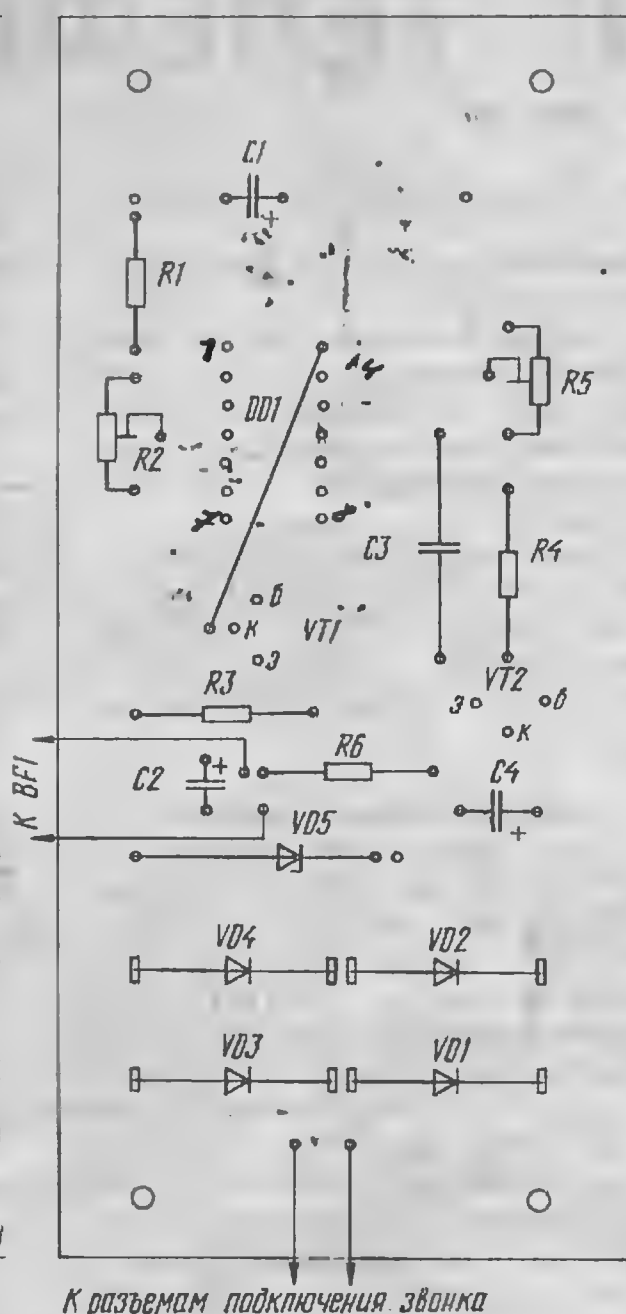 C1
R1
1
14
DD1
R5
R2
C3
R4
б
К
VT1
э
VT2
э
б
К
R3
К BF1
C2
R6
C4
VD5
VD4
VD2
VD3
VD1
К разъемам подключения звонка